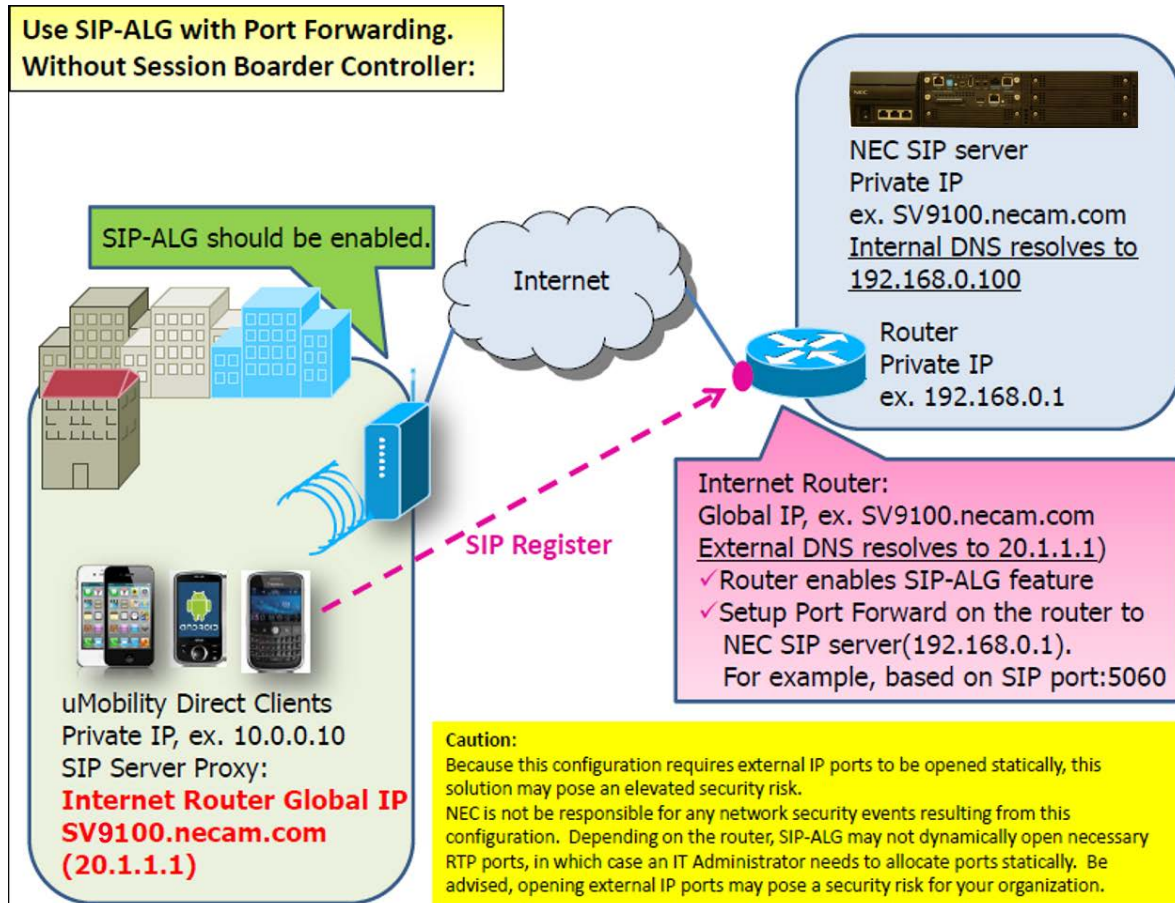 Use SIP-ALG with Port Forwarding.
Without Session Boarder Controller:
SIP-ALG should be enabled.
Internet
NEC SIP server
Private IP
ex. SV9100.necam.com
Internal DNS resolves to
192.168.0.100
Router
Private IP
ex. 192.168.0.1
SIP Register
Internet Router:
Global IP, ex. SV9100.necam.com
External DNS resolves to 20.1.1.1)
✓Router enables SIP-ALG feature
✓Setup Port Forward on the router to
NEC SIP server(192.168.0.1).
For example, based on SIP port:5060
ANDROID
uMobility Direct Clients
Private IP, ex. 10.0.0.10
SIP Server Proxy:
Internet Router Global IP
SV9100.necam.com
(20.1.1.1)
Caution:
Because this configuration requires external IP ports to be opened statically, this
solution may pose an elevated security risk.
NEC is not be responsible for any network security events resulting from this
configuration.  Depending on the router, SIP-ALG may not dynamically open necessary
RTP ports, in which case an IT Administrator needs to allocate ports statically.  Be
advised, opening external IP ports may pose a security risk for your organization.